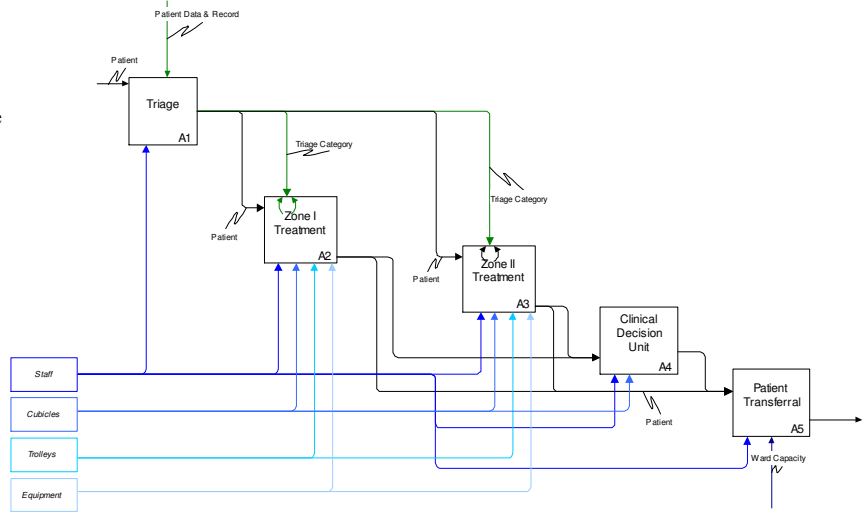 Patient Data & Record
Patient
Triage
A1
Triage Category
Triage Category
Patient
Zone I
Treatment
A2
Patient
Zone II
Treatment
A3
Clinical
Decision
Unit
A4
Staff
Cubicles
Patient
Patient
Transferral
A5
Trolleys
Ward Capacity
Equipment